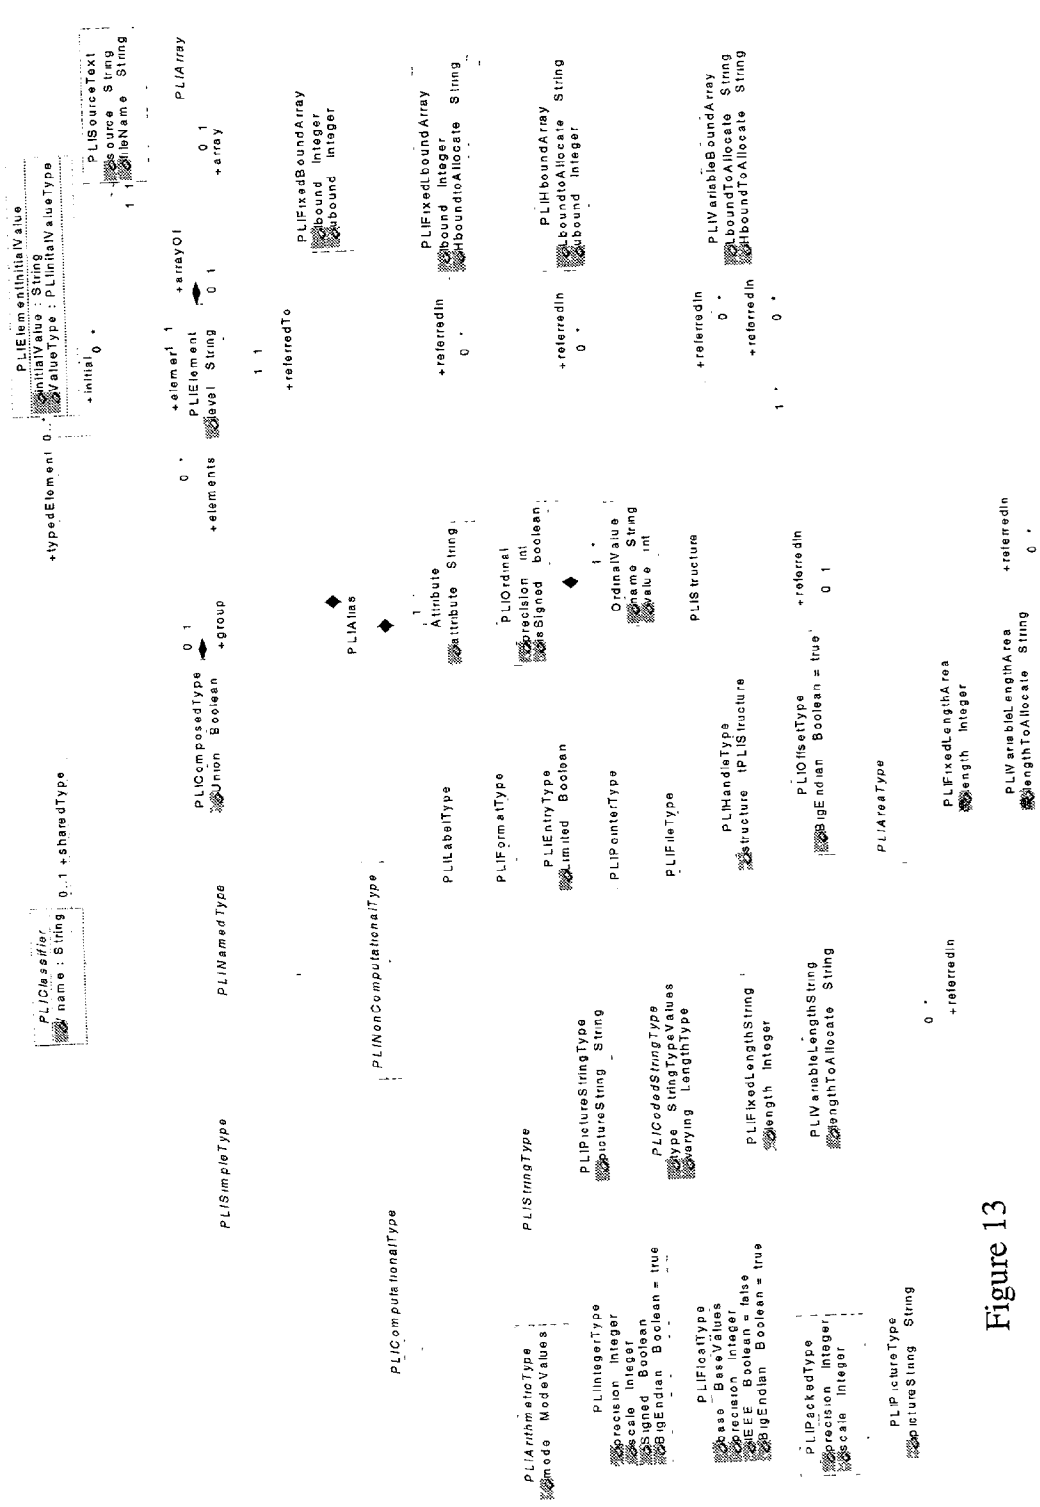 PLIClassifier
name : String
0..1 +sharedType
+typedElement 0..*
PLIElementInitialValue
initialValue : String
ValueType : PLIInitalValueType
+initial 0 *
PLISourceText
source String
fileName String
1 1
PLISimpleType
PLINamedType
PLIComposedType
Union Boolean
0 1
+group
0 *
+elements
+element 1
PLIElement
level String
+arrayOf
0 1
0 1
+array
PLIArray
1 1
+referredTo
PLIComputationalType
PLINonComputationalType
PLIAlias
1
Attribute
attribute String
PLIFixedBoundArray
lbound Integer
ubound Integer
PLIArithmeticType
mode ModeValues
PLIStringType
PLILabelType
PLIFormatType
PLIOrdinal
precision int
isSigned boolean
+referredIn
0 *
PLIFixedLboundArray
lbound Integer
HboundtoAllocate String
PLIIntegerType
precision Integer
scale Integer
Signed Boolean
BigEndian Boolean = true
PLIPictureStringType
pictureString String
PLIEntryType
Limited Boolean
PLIPointerType
1 *
OrdinalValue
name String
value int
+referredIn
0 *
PLIHboundArray
LboundtoAllocate String
ubound Integer
PLIFloatType
base BaseValues
precision Integer
IEEE Boolean = false
BigEndian Boolean = true
PLICodedStringType
type StringTypeValues
varying LengthType
PLIFileType
PLIStructure
PLIHandleType
structure tPLIStructure
+referredIn
0 *
+referredIn
0 *
1 *
PLIVariableBoundArray
LboundToAllocate String
HboundToAllocate String
PLIPackedType
precision Integer
scale Integer
PLIFixedLengthString
length Integer
PLIOffsetType
BigEndian Boolean = true
+referredIn
0 1
PLIPictureType
pictureString String
PLIVariableLengthString
lengthToAllocate String
PLIAreaType
0 *
+referredIn
PLIFixedLengthArea
length Integer
PLIVariableLengthArea
lengthToAllocate String
+referredIn
0 *
Figure 13